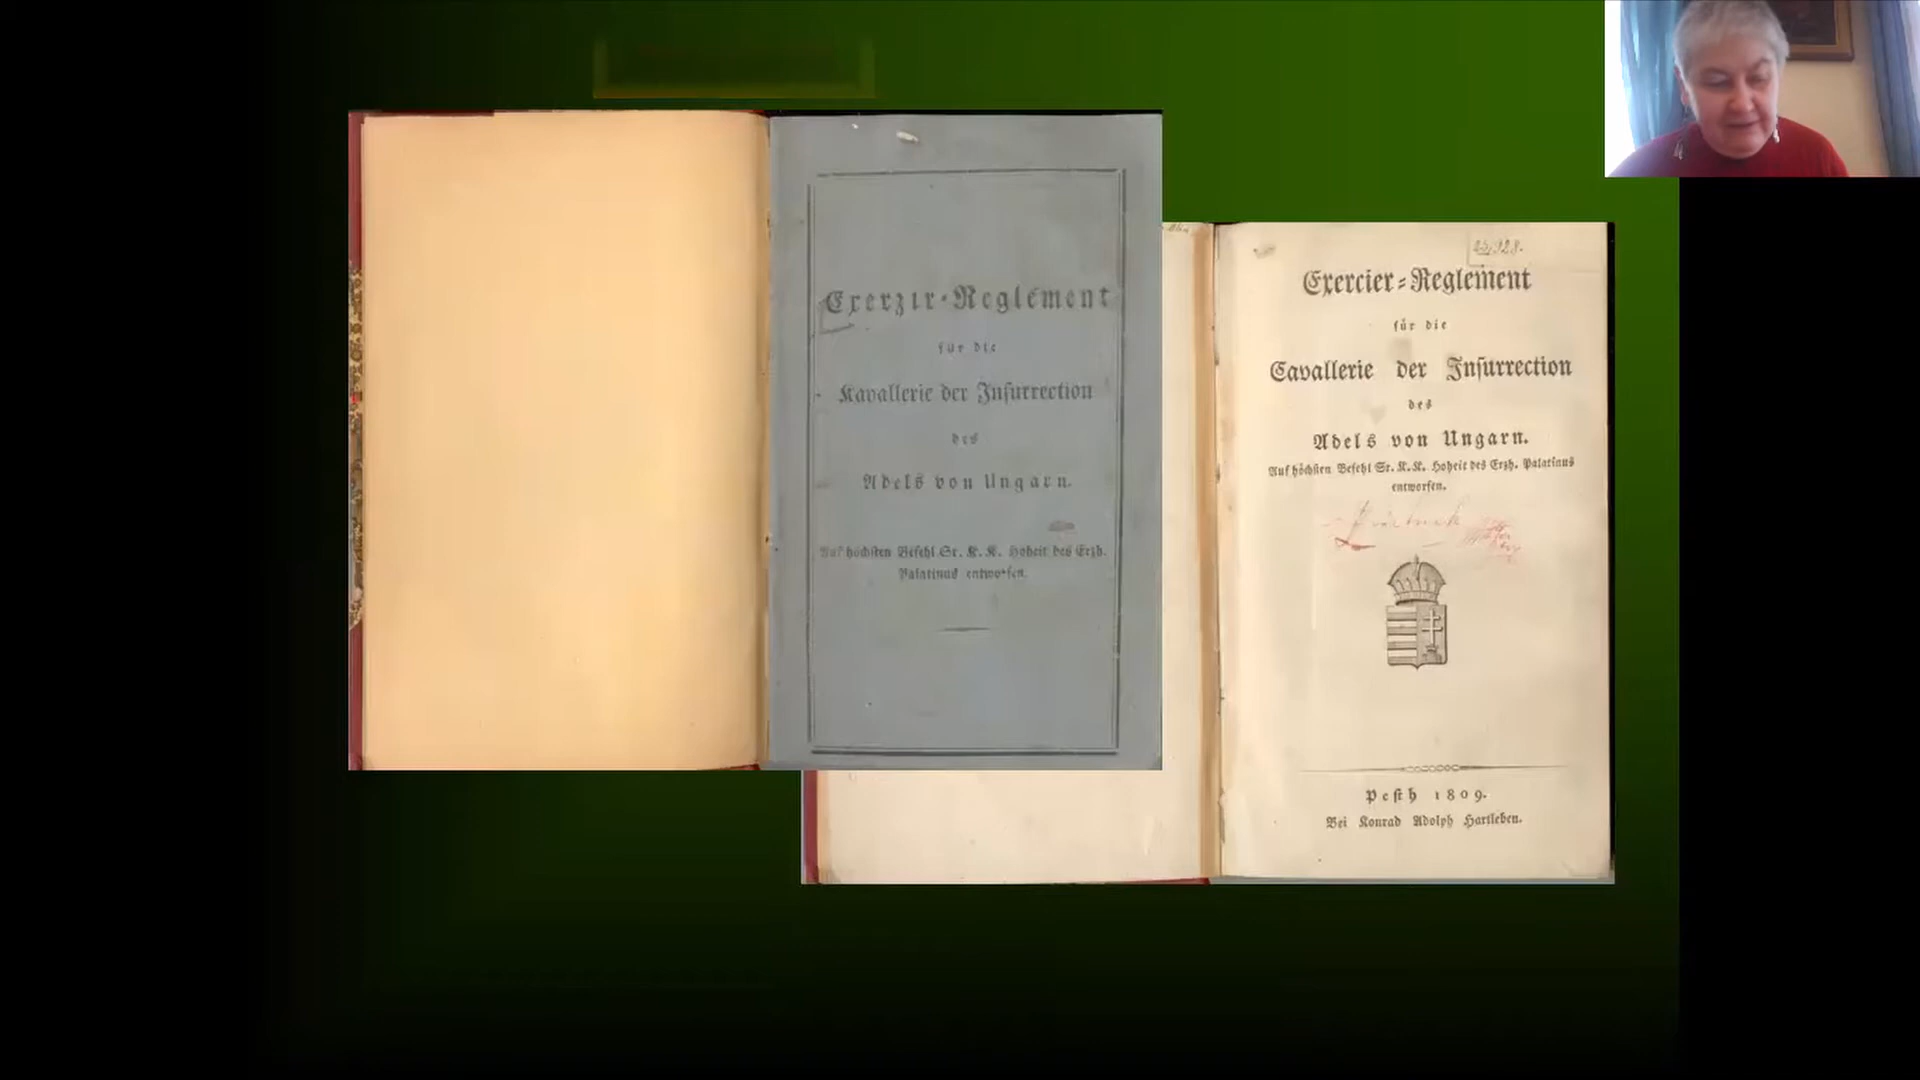 Exerzir-Reglement
für die
Kavallerie der Insurrection
des
Adels von Ungarn.
Auf höchsten Befehl Sr. K. K. Hoheit des Erzh.
Palatinus entworfen.
23,928.
Exercier-Reglement
für die
Cavallerie der Insurrection
des
Adels von Ungarn.
Auf höchsten Befehl Sr. K. K. Hoheit des Erzh. Palatinus
entworfen.
Pesth 1809.
Bei Konrad Adolph Hartleben.